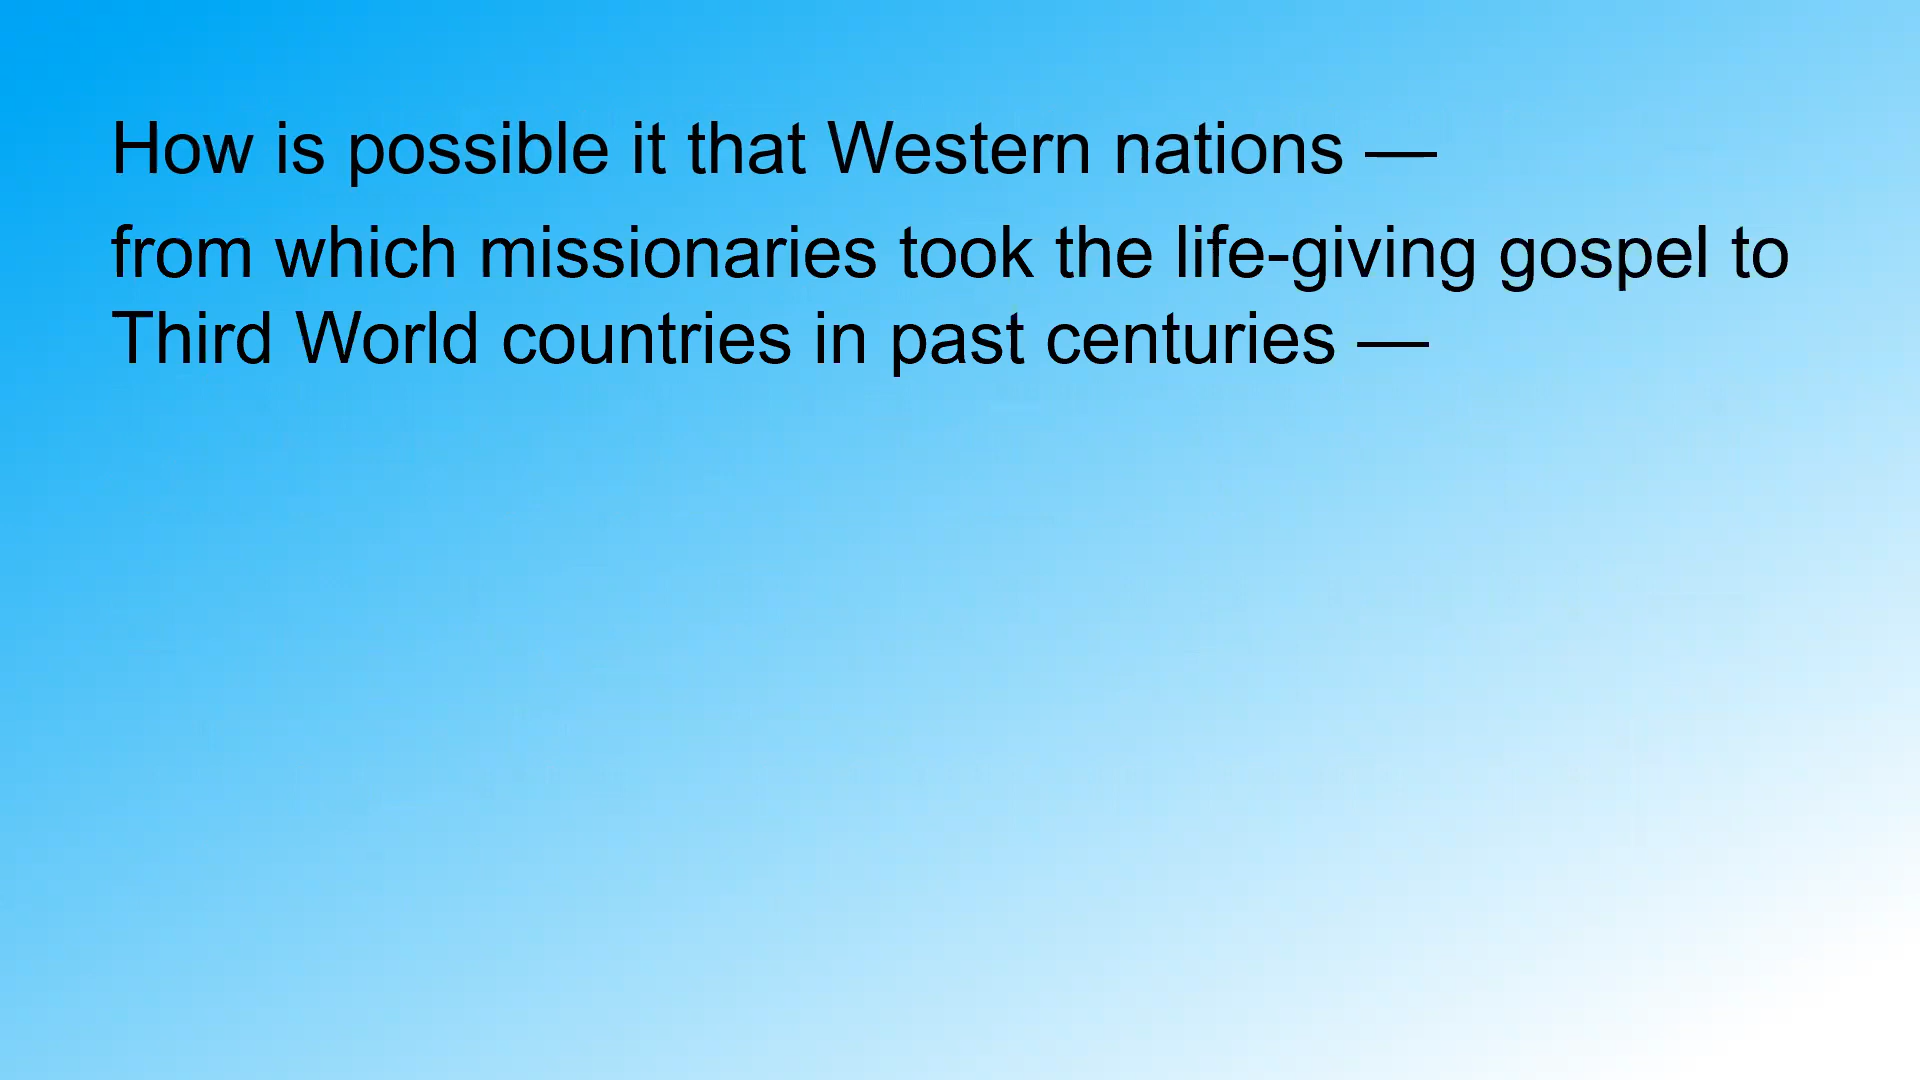 How is possible it that Western nations —
from which missionaries took the life-giving gospel to
Third World countries in past centuries —